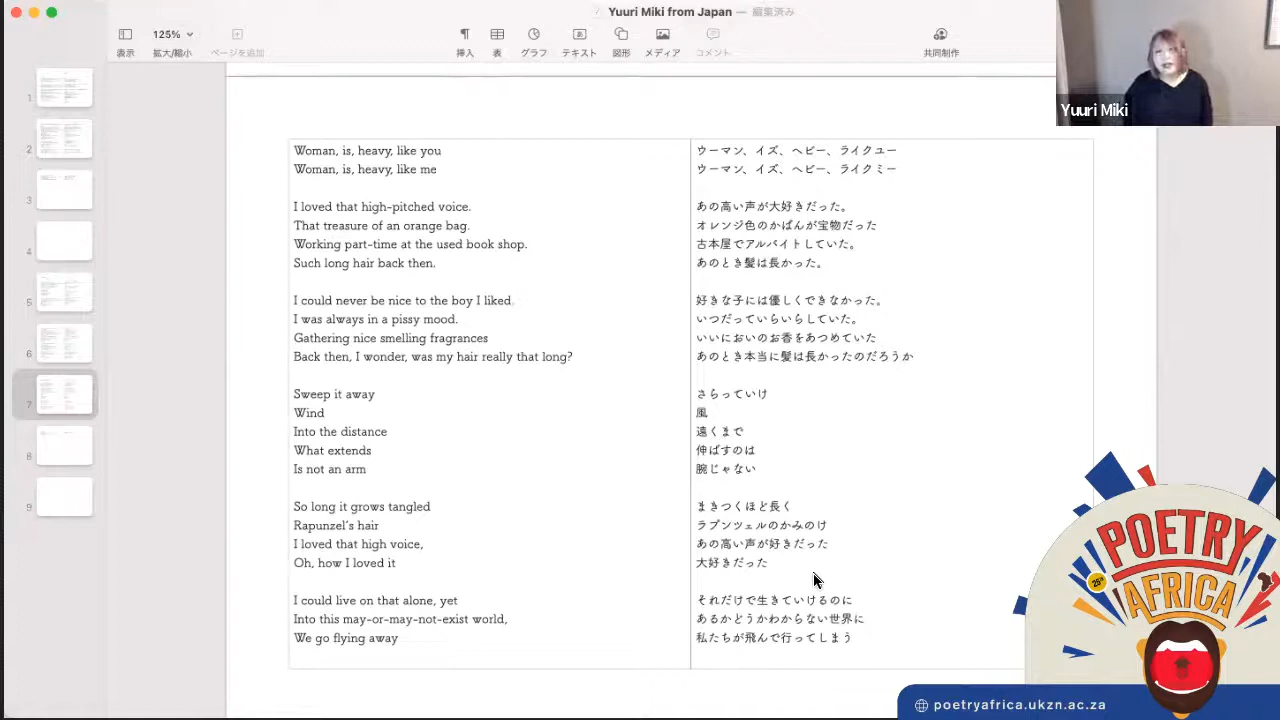 Yuuri Miki from Japan — 編集済み
125%
表示
拡大/縮小
ページを追加
挿入
表
グラフ
テキスト
図形
メディア
コメント
共同制作
Yuuri Miki
1
2
3
4
5
6
7
8
9
Woman, is, heavy, like you
Woman, is, heavy, like me
I loved that high-pitched voice.
That treasure of an orange bag.
Working part-time at the used book shop.
Such long hair back then.
I could never be nice to the boy I liked.
I was always in a pissy mood.
Gathering nice smelling fragrances
Back then, I wonder, was my hair really that long?
Sweep it away
Wind
Into the distance
What extends
Is not an arm
So long it grows tangled
Rapunzel's hair
I loved that high voice,
Oh, how I loved it
I could live on that alone, yet
Into this may-or-may-not-exist world,
We go flying away
ウーマン、イズ、ヘビー、ライクユー
ウーマン、イズ、ヘビー、ライクミー
あの高い声が大好きだった。
オレンジ色のかばんが宝物だった
古本屋でアルバイトしていた。
あのとき髪は長かった。
好きな子には優しくできなかった。
いつだっていらいらしていた。
いいにおいのお香をあつめていた
あのとき本当に髪は長かったのだろうか
さらっていけ
風
遠くまで
伸ばすのは
腕じゃない
まきつくほど長く
ラプンツェルのかみのけ
あの高い声が好きだった
大好きだった
それだけで生きていけるのに
あるかどうかわからない世界に
私たちが飛んで行ってしまう
POETRY
AFRICA
25th
poetryafrica.ukzn.ac.za